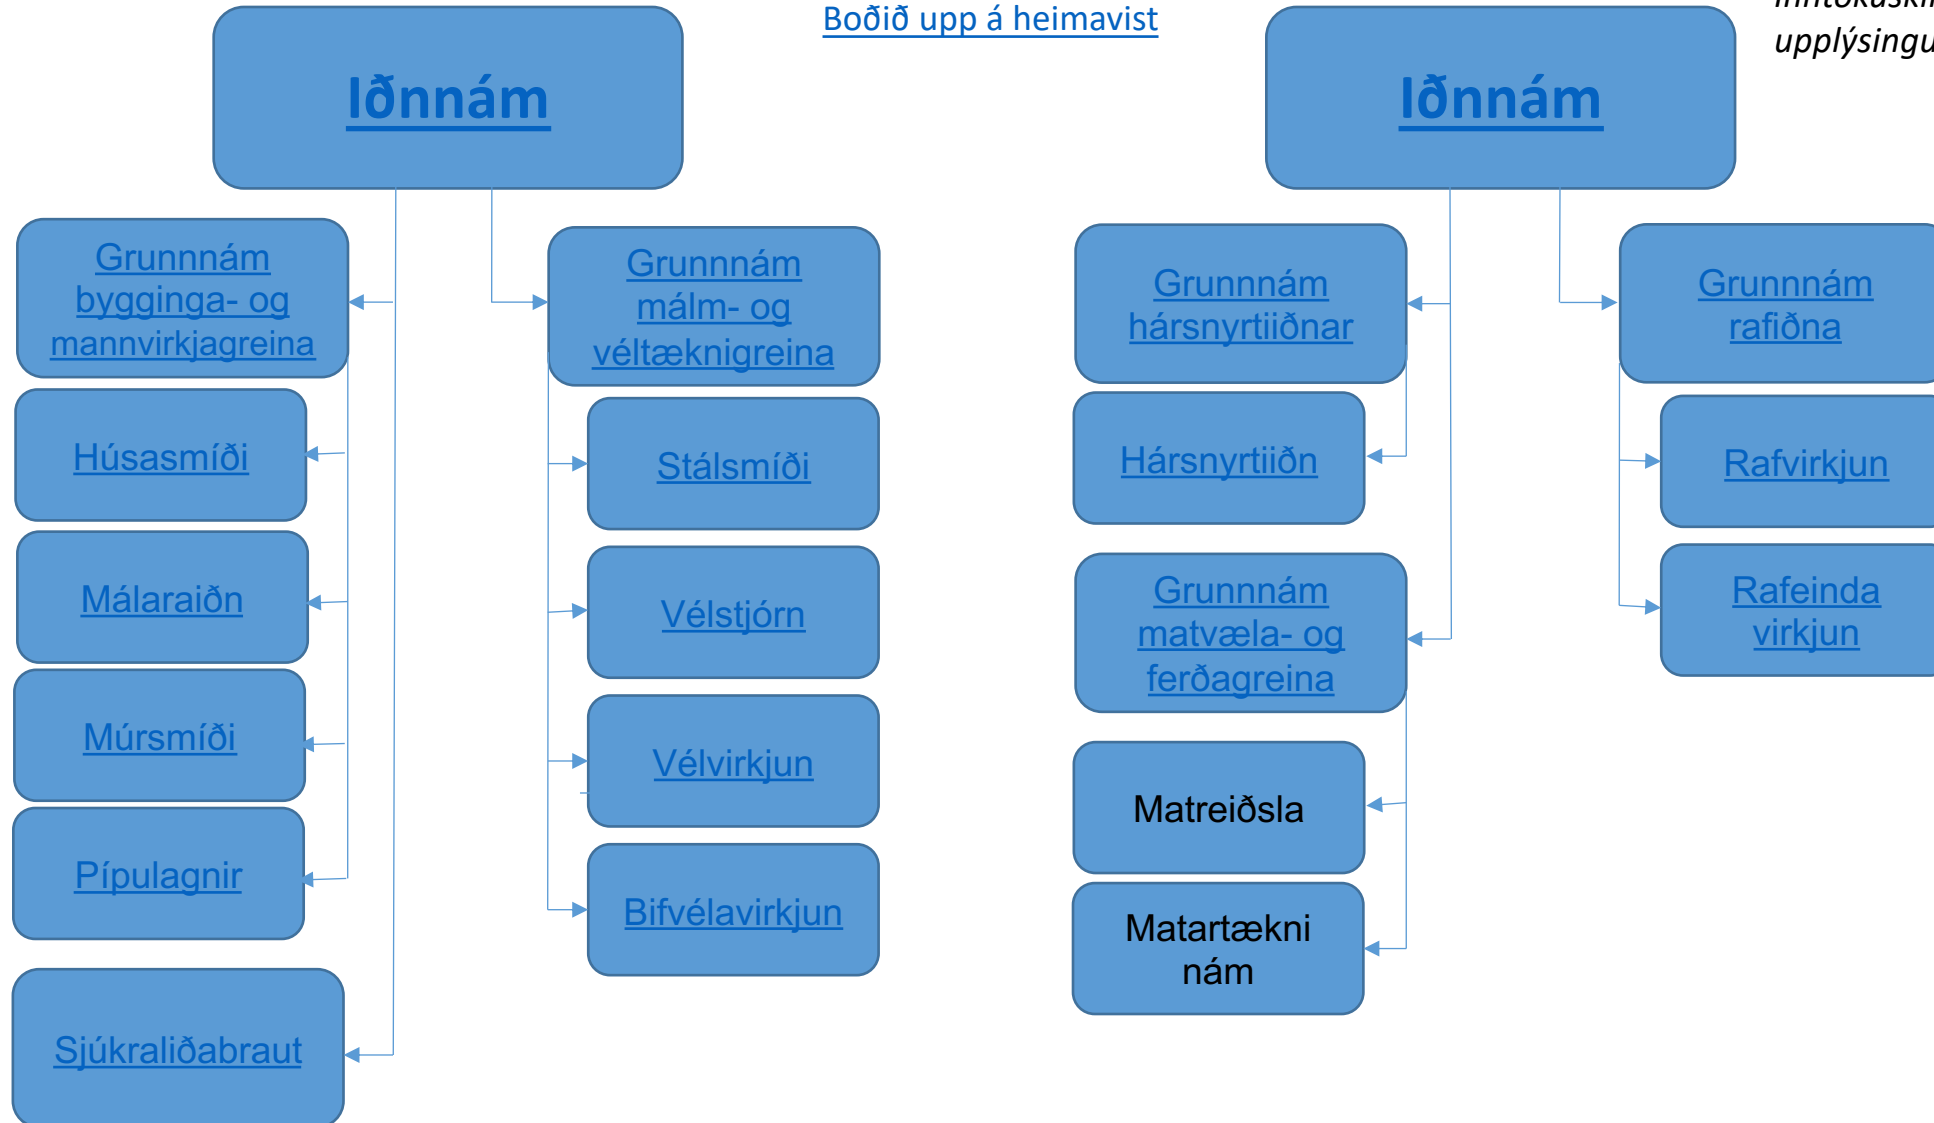 Boðið upp á heimavist
upplýsingu
Iðnnám
Grunnnám
bygginga- og
mannvirkjagreina
Húsasmíði
Málaraiðn
Múrsmíði
Pípulagnir
Sjúkraliðabraut
Grunnnám
málm- og
véltæknigreina
Stálsmíði
Vélstjórn
Vélvirkjun
Bifvélavirkjun
Iðnnám
Grunnnám
hársnyrtiiðnar
Hársnyrtiiðn
Grunnnám
matvæla- og
ferðagreina
Matreiðsla
Matartækni
nám
Grunnnám
rafiðna
Rafvirkjun
Rafeinda
virkjun